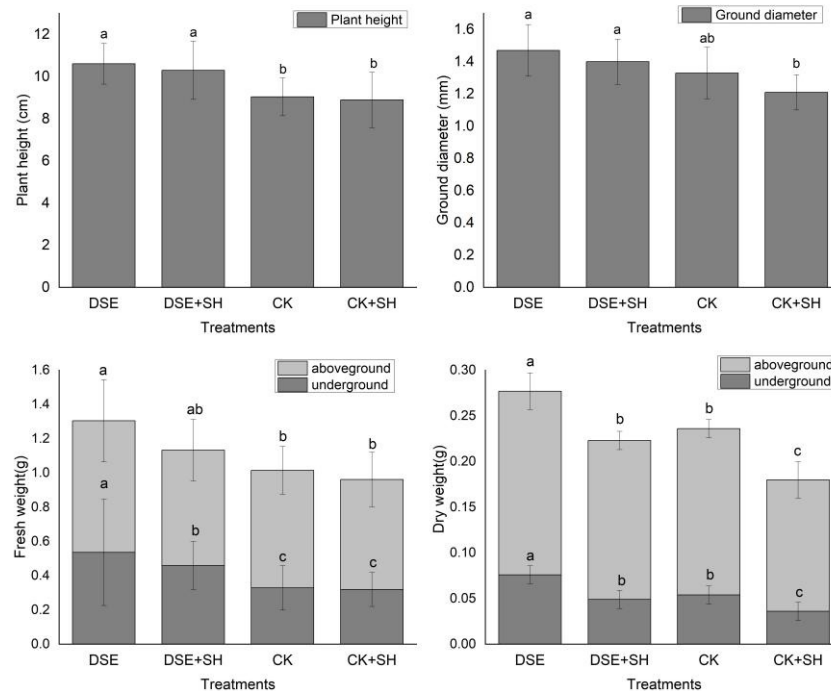 Plant height
Plant height (cm)
12
10
8
6
4
2
0
a
a
b
b
DSE
DSE+SH
CK
CK+SH
Treatments
Ground diameter
Ground diameter (mm)
1.6
1.4
1.2
1.0
0.8
0.6
0.4
0.2
0.0
a
a
ab
b
DSE
DSE+SH
CK
CK+SH
Treatments
aboveground
underground
Fresh weight(g)
1.6
1.4
1.2
1.0
0.8
0.6
0.4
0.2
0.0
a
ab
b
b
a
b
c
c
DSE
DSE+SH
CK
CK+SH
Treatments
aboveground
underground
Dry weight(g)
0.30
0.25
0.20
0.15
0.10
0.05
0.00
a
b
b
c
a
b
b
c
DSE
DSE+SH
CK
CK+SH
Treatments